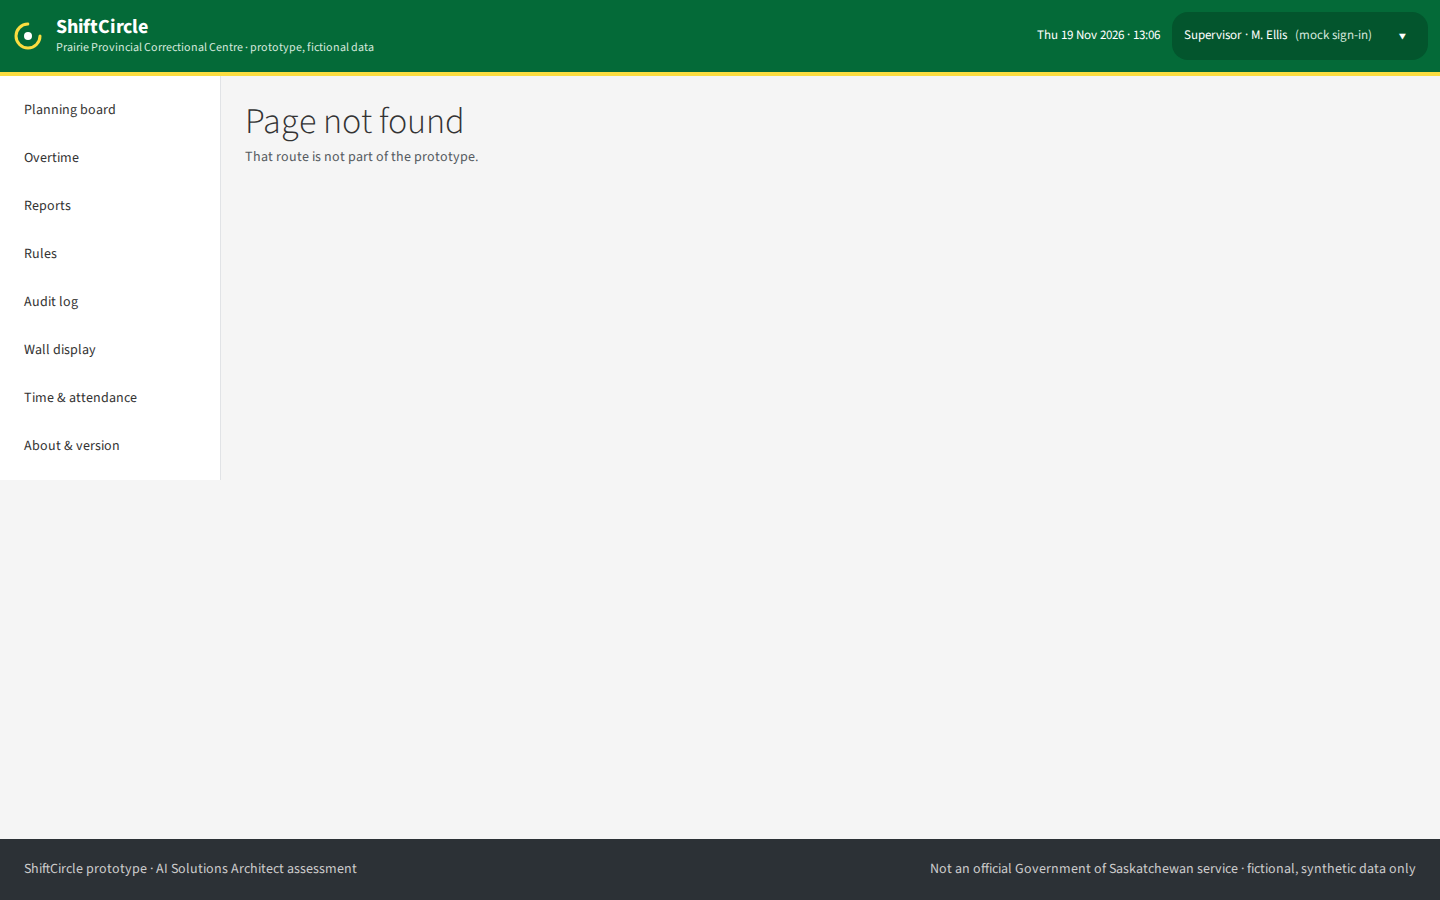 ShiftCircle
Prairie Provincial Correctional Centre · prototype, fictional data
Thu 19 Nov 2026 · 13:06
Supervisor · M. Ellis (mock sign-in) ▼
Planning board
Overtime
Reports
Rules
Audit log
Wall display
Time & attendance
About & version
Page not found
That route is not part of the prototype.
ShiftCircle prototype · AI Solutions Architect assessment
Not an official Government of Saskatchewan service · fictional, synthetic data only